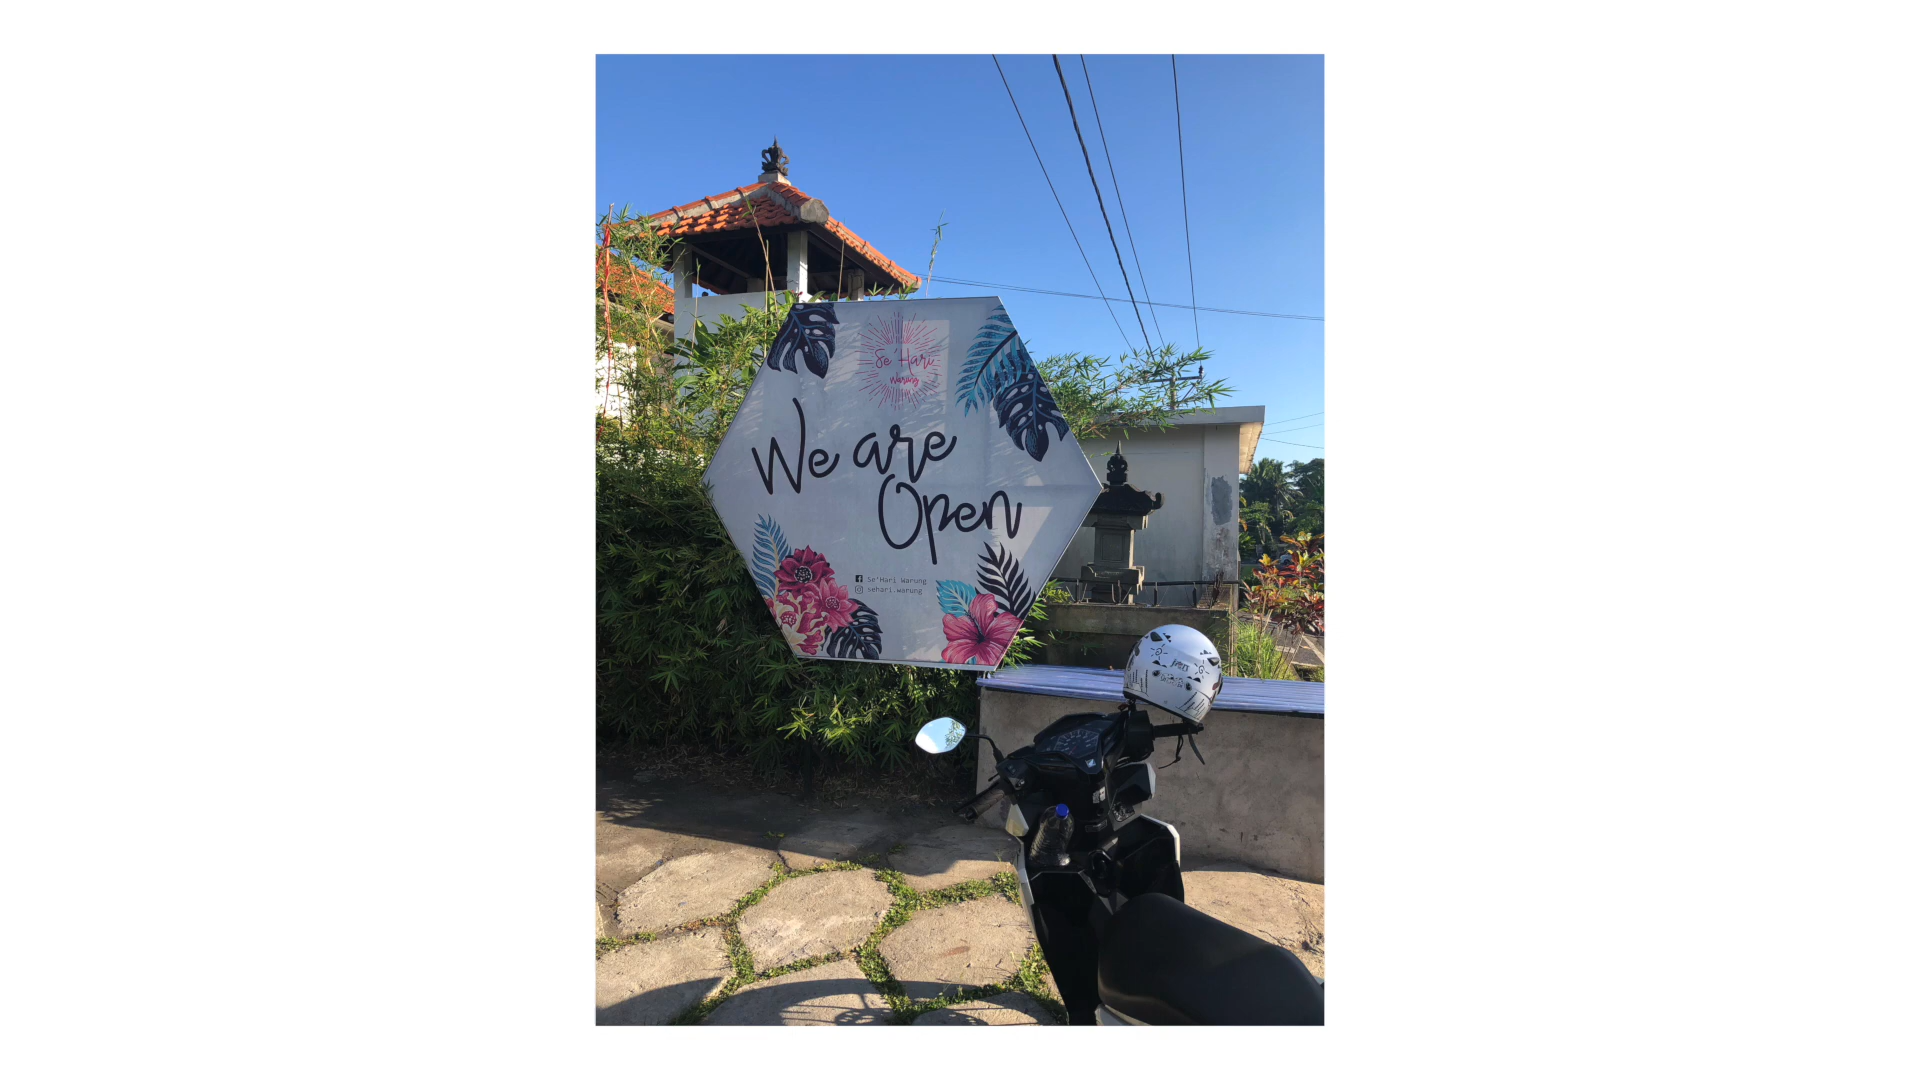 Se'Hari
Warung
We are
Open
Se'Hari Warung
sehari.warung